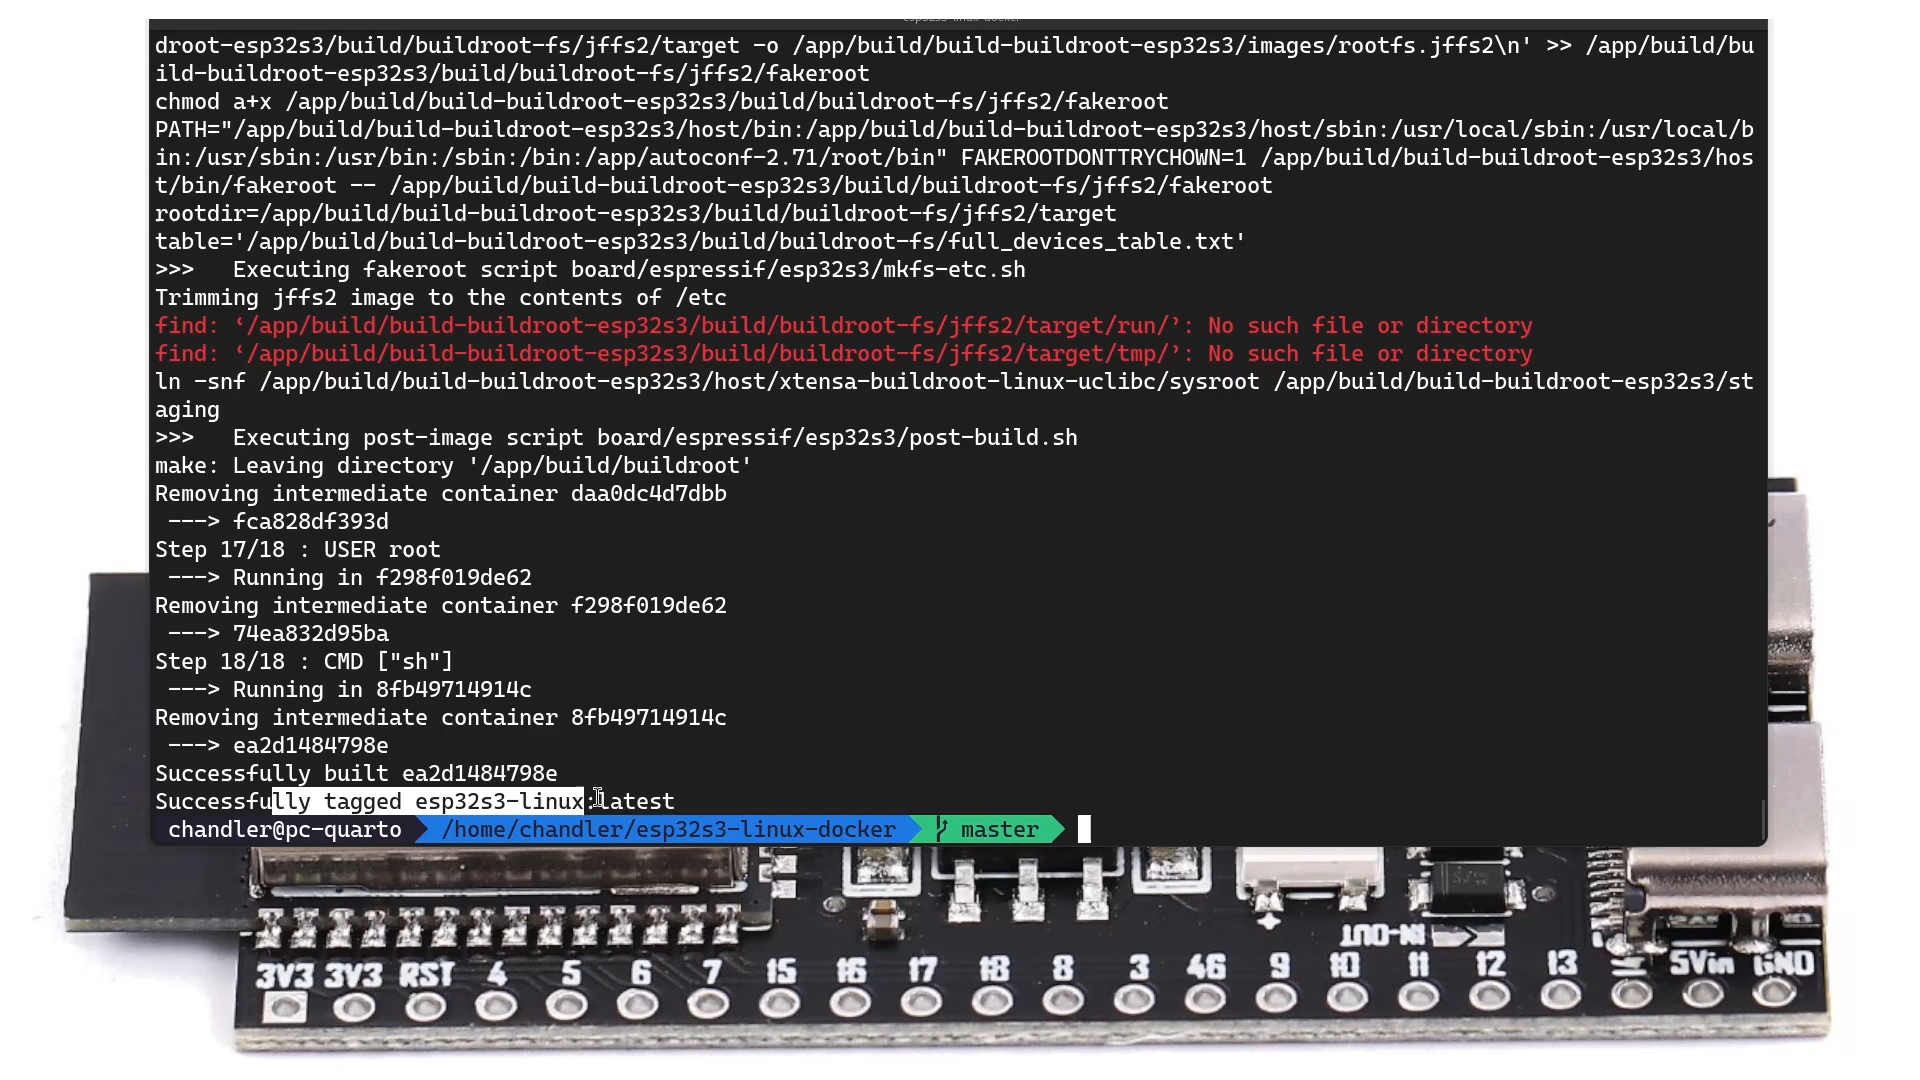 droot-esp32s3/build/buildroot-fs/jffs2/target -o /app/build/build-buildroot-esp32s3/images/rootfs.jffs2\n' >> /app/build/bu
ild-buildroot-esp32s3/build/buildroot-fs/jffs2/fakeroot
chmod a+x /app/build/build-buildroot-esp32s3/build/buildroot-fs/jffs2/fakeroot
PATH="/app/build/build-buildroot-esp32s3/host/bin:/app/build/build-buildroot-esp32s3/host/sbin:/usr/local/sbin:/usr/local/b
in:/usr/sbin:/usr/bin:/sbin:/bin:/app/autoconf-2.71/root/bin" FAKEROOTDONTTRYCHOWN=1 /app/build/build-buildroot-esp32s3/hos
t/bin/fakeroot -- /app/build/build-buildroot-esp32s3/build/buildroot-fs/jffs2/fakeroot
rootdir=/app/build/build-buildroot-esp32s3/build/buildroot-fs/jffs2/target
table='/app/build/build-buildroot-esp32s3/build/buildroot-fs/full_devices_table.txt'
>>>   Executing fakeroot script board/espressif/esp32s3/mkfs-etc.sh
Trimming jffs2 image to the contents of /etc
find: ‘/app/build/build-buildroot-esp32s3/build/buildroot-fs/jffs2/target/run/’: No such file or directory
find: ‘/app/build/build-buildroot-esp32s3/build/buildroot-fs/jffs2/target/tmp/’: No such file or directory
ln -snf /app/build/build-buildroot-esp32s3/host/xtensa-buildroot-linux-uclibc/sysroot /app/build/build-buildroot-esp32s3/st
aging
>>>   Executing post-image script board/espressif/esp32s3/post-build.sh
make: Leaving directory '/app/build/buildroot'
Removing intermediate container daa0dc4d7dbb
 ---> fca828df393d
Step 17/18 : USER root
 ---> Running in f298f019de62
Removing intermediate container f298f019de62
 ---> 74ea832d95ba
Step 18/18 : CMD ["sh"]
 ---> Running in 8fb49714914c
Removing intermediate container 8fb49714914c
 ---> ea2d1484798e
Successfully built ea2d1484798e
Successfully tagged esp32s3-linux:latest
chandler@pc-quarto /home/chandler/esp32s3-linux-docker master
IN-OUT
3V3 3V3 RST 4 5 6 7 15 16 17 18 8 3 46 9 10 11 12 13 14 5Vin GND